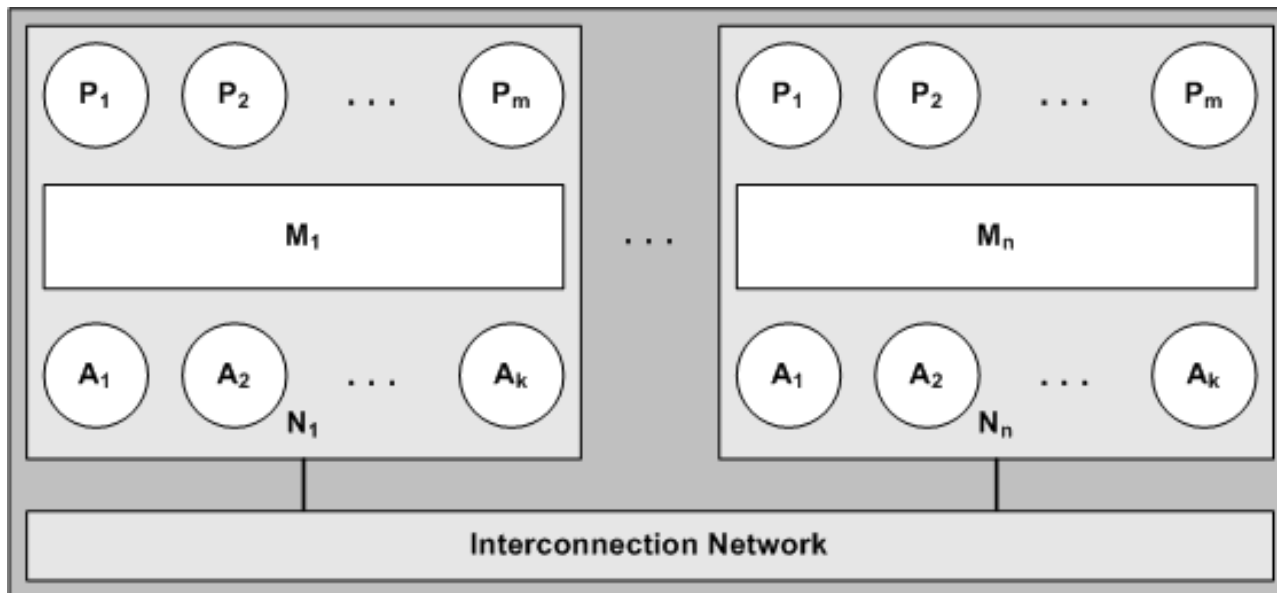 P₁ P₂ . . . Pₘ P₁ P₂ . . . Pₘ
M₁ . . . Mₙ
A₁ A₂ . . . Aₖ A₁ A₂ . . . Aₖ
N₁ Nₙ
Interconnection Network